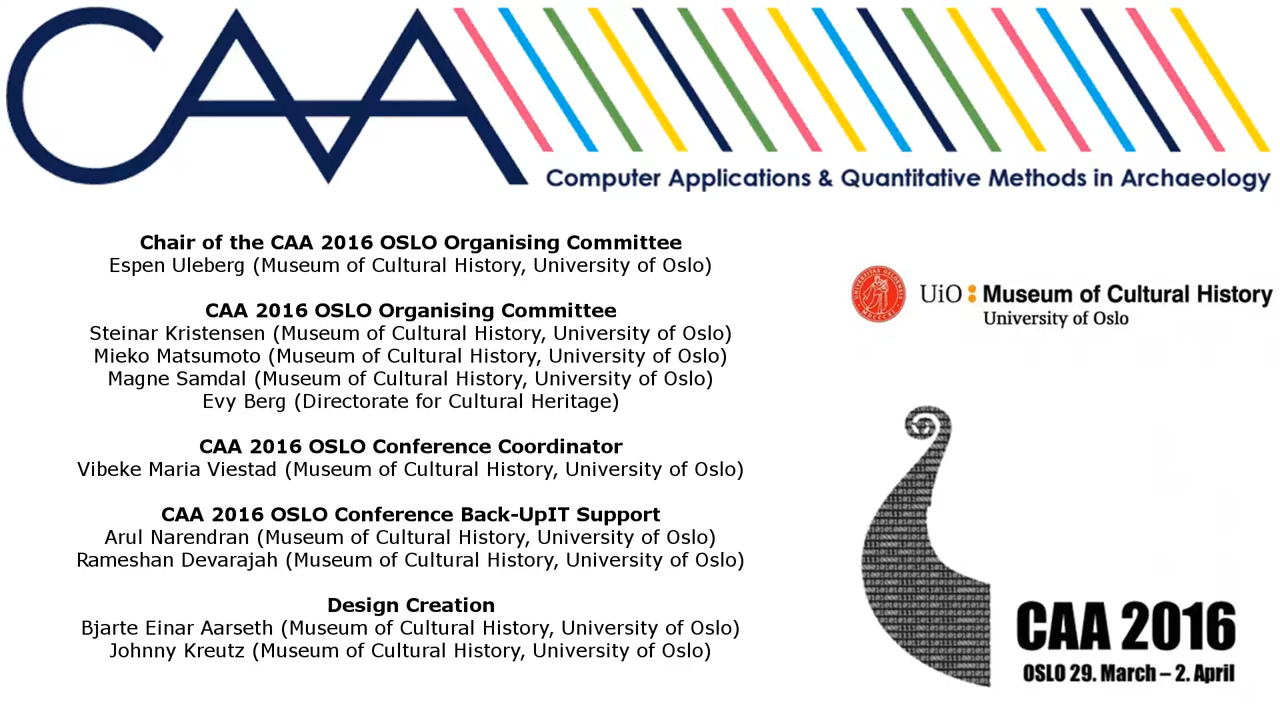 CAA
Computer Applications & Quantitative Methods in Archaeology
Chair of the CAA 2016 OSLO Organising Committee
Espen Uleberg (Museum of Cultural History, University of Oslo)
CAA 2016 OSLO Organising Committee
Steinar Kristensen (Museum of Cultural History, University of Oslo)
Mieko Matsumoto (Museum of Cultural History, University of Oslo)
Magne Samdal (Museum of Cultural History, University of Oslo)
Evy Berg (Directorate for Cultural Heritage)
CAA 2016 OSLO Conference Coordinator
Vibeke Maria Viestad (Museum of Cultural History, University of Oslo)
CAA 2016 OSLO Conference Back-UpIT Support
Arul Narendran (Museum of Cultural History, University of Oslo)
Rameshan Devarajah (Museum of Cultural History, University of Oslo)
Design Creation
Bjarte Einar Aarseth (Museum of Cultural History, University of Oslo)
Johnny Kreutz (Museum of Cultural History, University of Oslo)
UiO : Museum of Cultural History
University of Oslo
CAA 2016
OSLO 29. March – 2. April